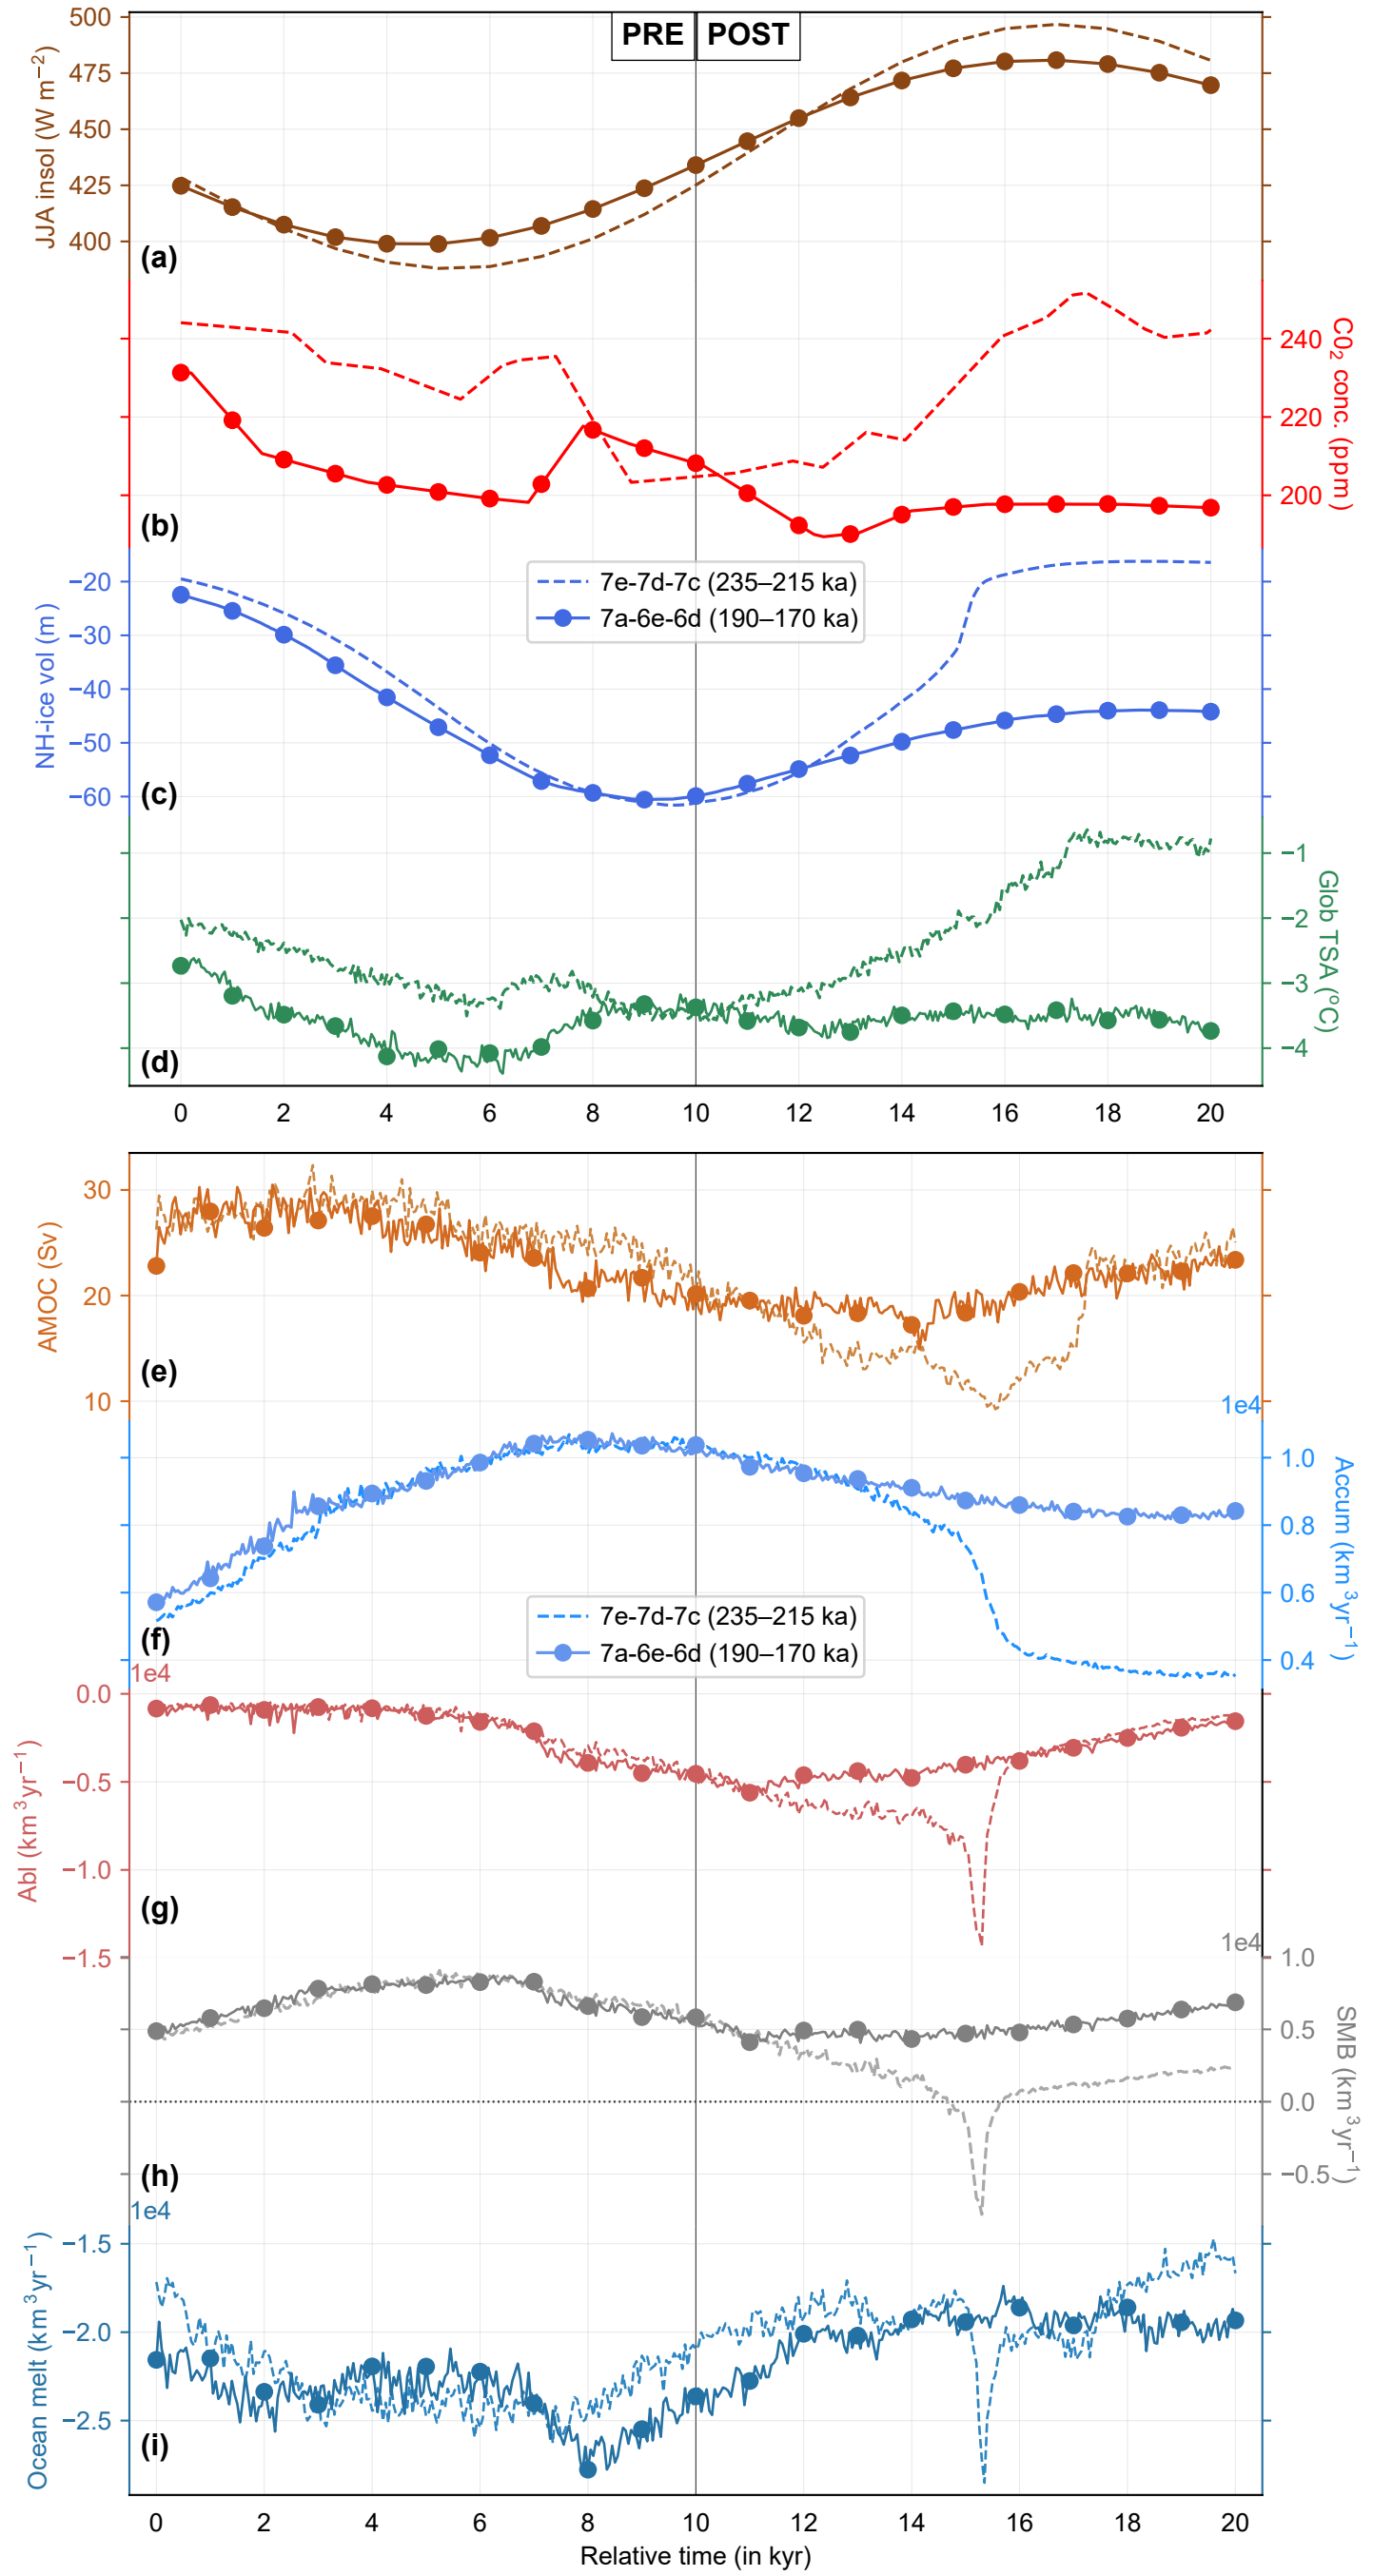 PRE POST
500
475
450
425
400
JJA insol (W m−2)
(a)
240
220
200
C02 conc. (ppm)
(b)
7e-7d-7c (235–215 ka)
7a-6e-6d (190–170 ka)
−20
−30
−40
−50
−60
NH-ice vol (m)
(c)
−1
−2
−3
−4
Glob TSA (oC)
(d)
0 2 4 6 8 10 12 14 16 18 20
30
20
10
AMOC (Sv)
(e)
1e4
1.0
0.8
0.6
0.4
Accum (km3yr−1)
7e-7d-7c (235–215 ka)
7a-6e-6d (190–170 ka)
(f)
1e4
0.0
−0.5
−1.0
−1.5
Abl (km3yr−1)
(g)
1e4
1.0
0.5
0.0
−0.5
SMB (km3yr−1)
(h)
1e4
−1.5
−2.0
−2.5
Ocean melt (km3yr−1)
(i)
0 2 4 6 8 10 12 14 16 18 20
Relative time (in kyr)